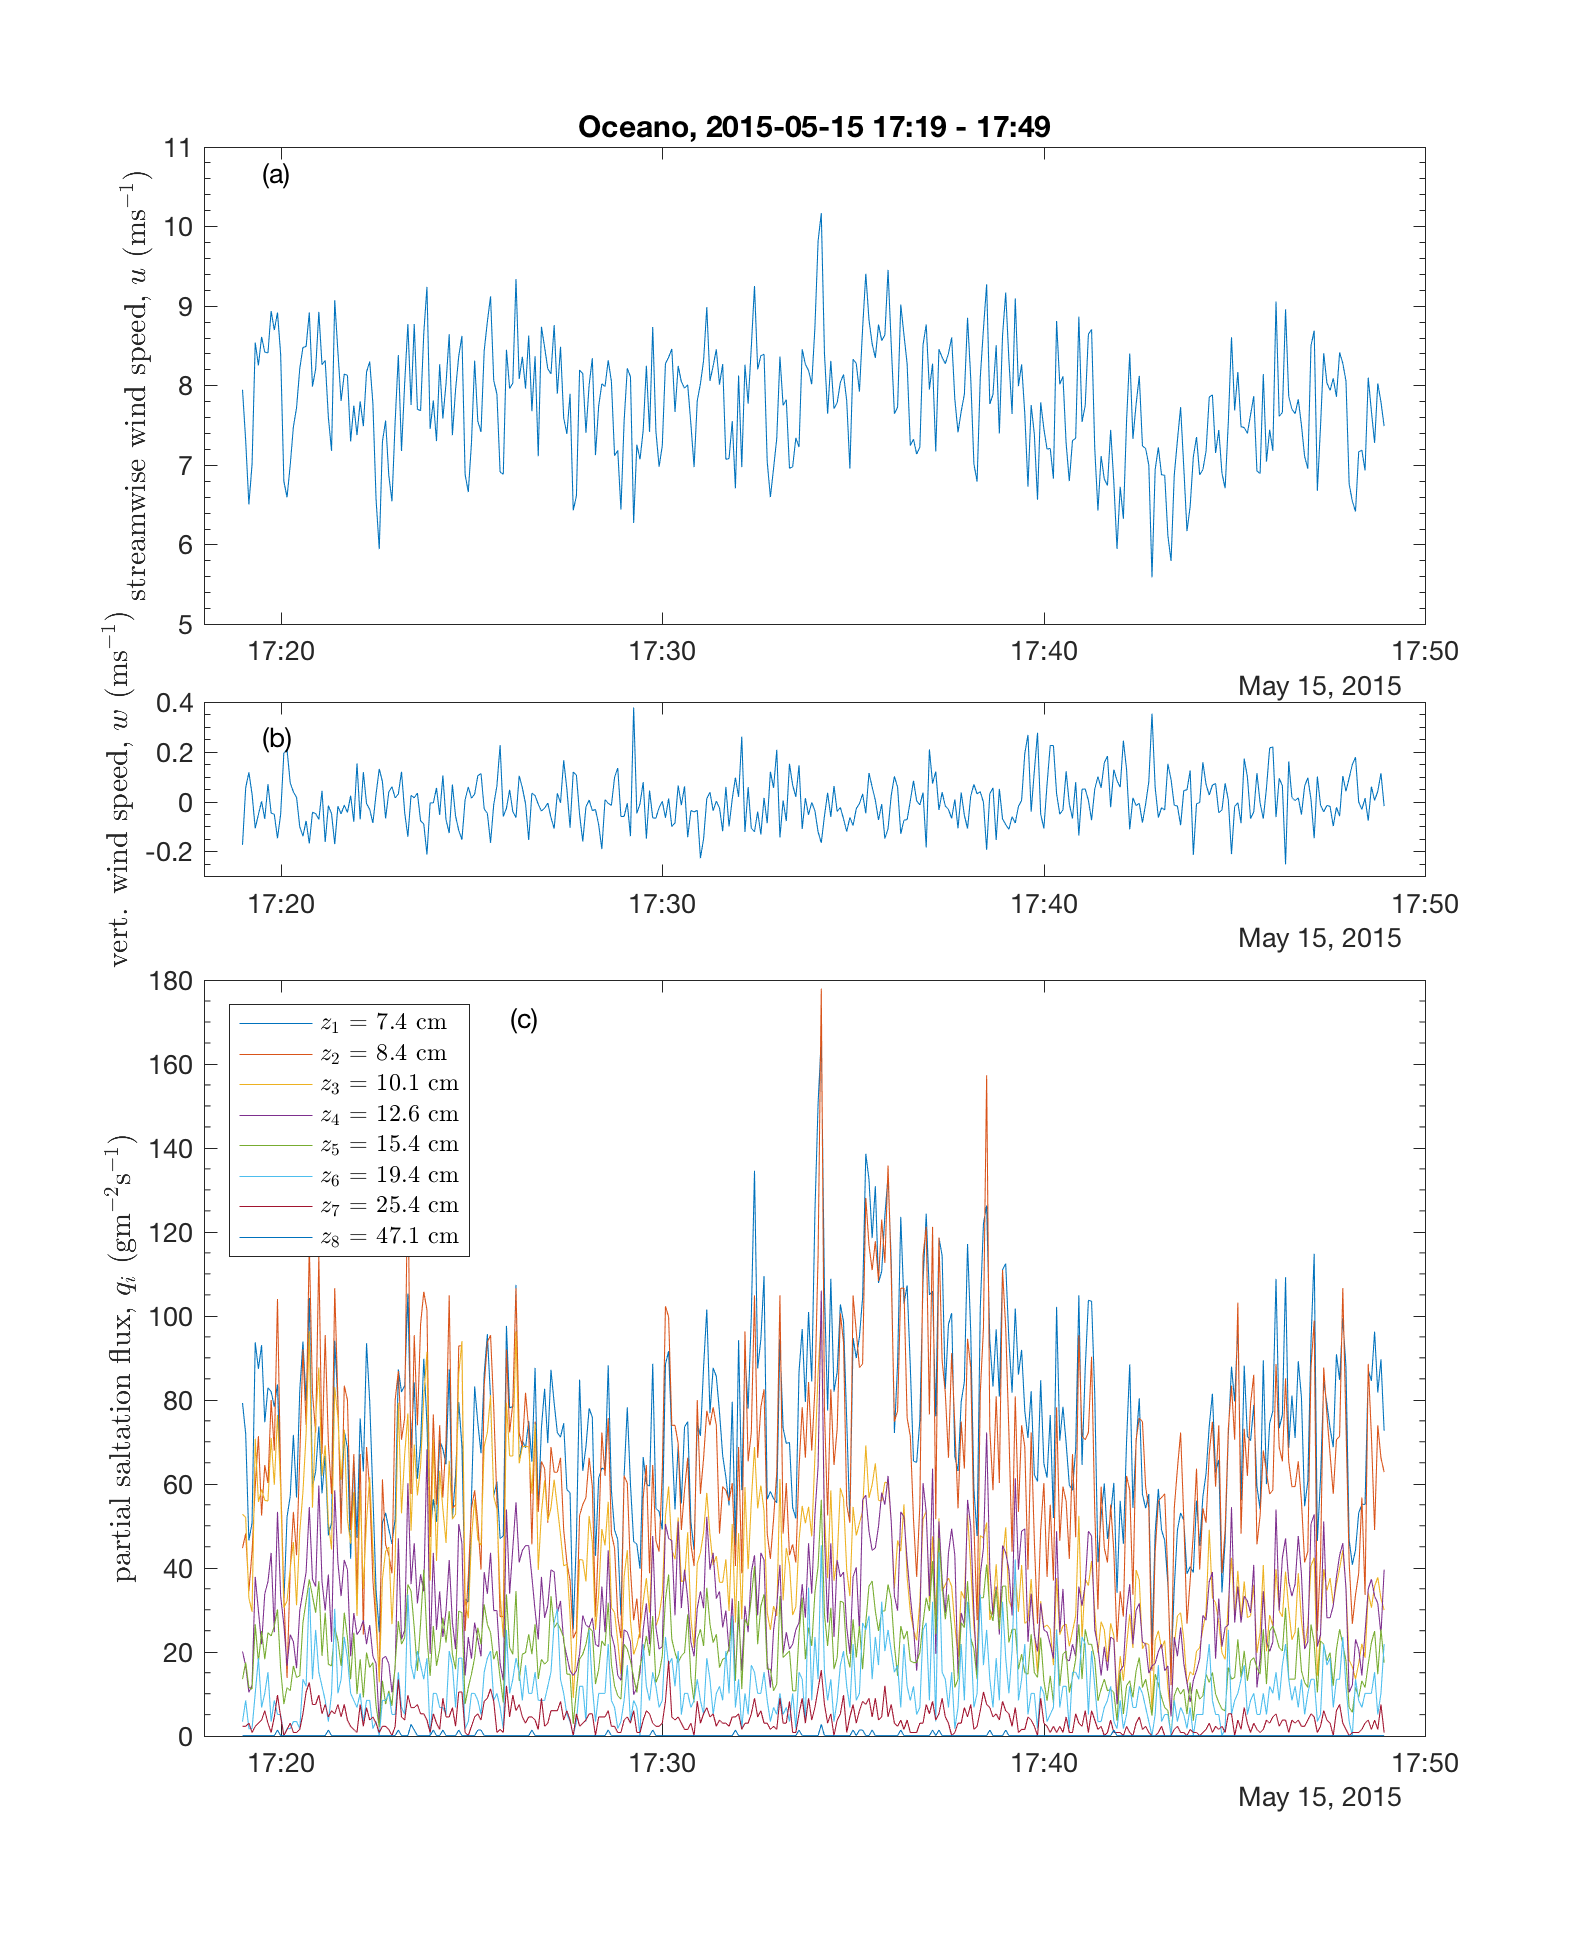 Oceano, 2015-05-15 17:19 - 17:49
(a)
streamwise wind speed, u (ms⁻¹)
11
10
9
8
7
6
5
17:20 17:30 17:40 17:50
May 15, 2015
(b)
vert. wind speed, w (ms⁻¹)
0.4
0.2
0
-0.2
17:20 17:30 17:40 17:50
May 15, 2015
(c)
partial saltation flux, qᵢ (gm⁻²s⁻¹)
180
160
140
120
100
80
60
40
20
0
z₁ = 7.4 cm
z₂ = 8.4 cm
z₃ = 10.1 cm
z₄ = 12.6 cm
z₅ = 15.4 cm
z₆ = 19.4 cm
z₇ = 25.4 cm
z₈ = 47.1 cm
17:20 17:30 17:40 17:50
May 15, 2015